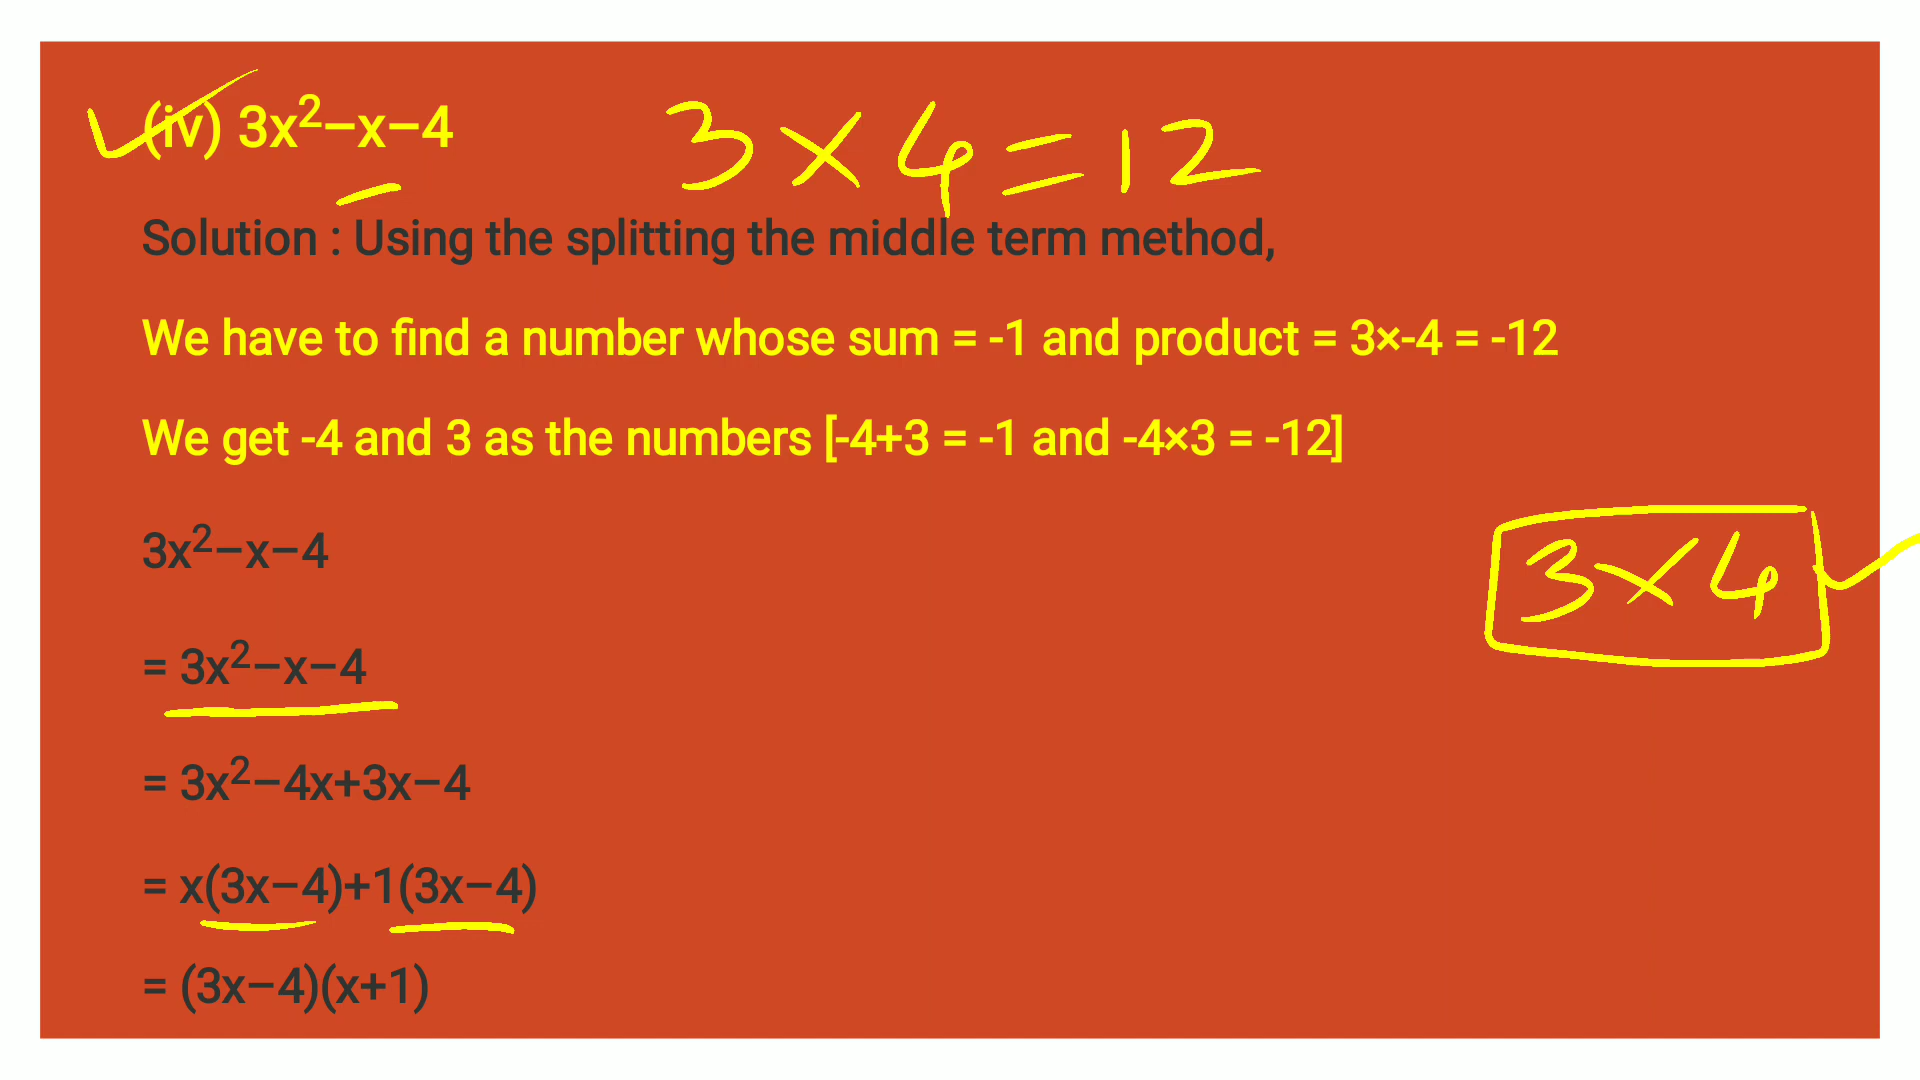 (iv) 3x²–x–4
3×4=12
Solution : Using the splitting the middle term method,
We have to find a number whose sum = -1 and product = 3×-4 = -12
We get -4 and 3 as the numbers [-4+3 = -1 and -4×3 = -12]
3x²–x–4
3×4
= 3x²–x–4
= 3x²–4x+3x–4
= x(3x–4)+1(3x–4)
= (3x–4)(x+1)